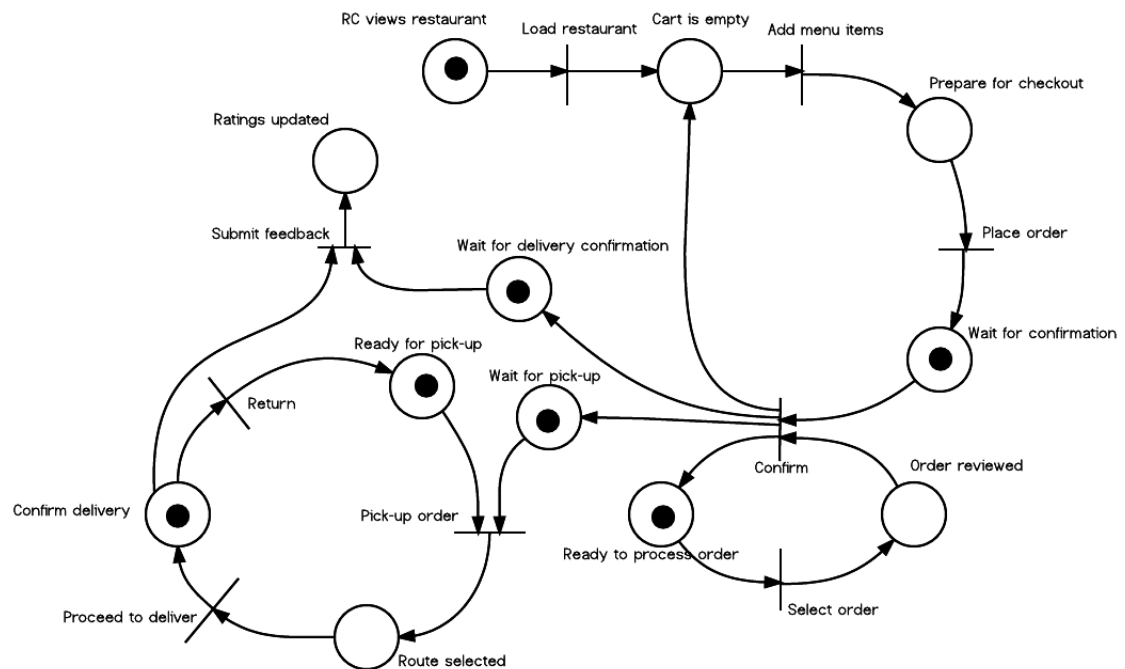 RC views restaurant
Load restaurant
Cart is empty
Add menu items
Prepare for checkout
Ratings updated
Submit feedback
Wait for delivery confirmation
Place order
Ready for pick-up
Wait for pick-up
Wait for confirmation
Return
Confirm
Order reviewed
Confirm delivery
Pick-up order
Ready to process order
Proceed to deliver
Select order
Route selected